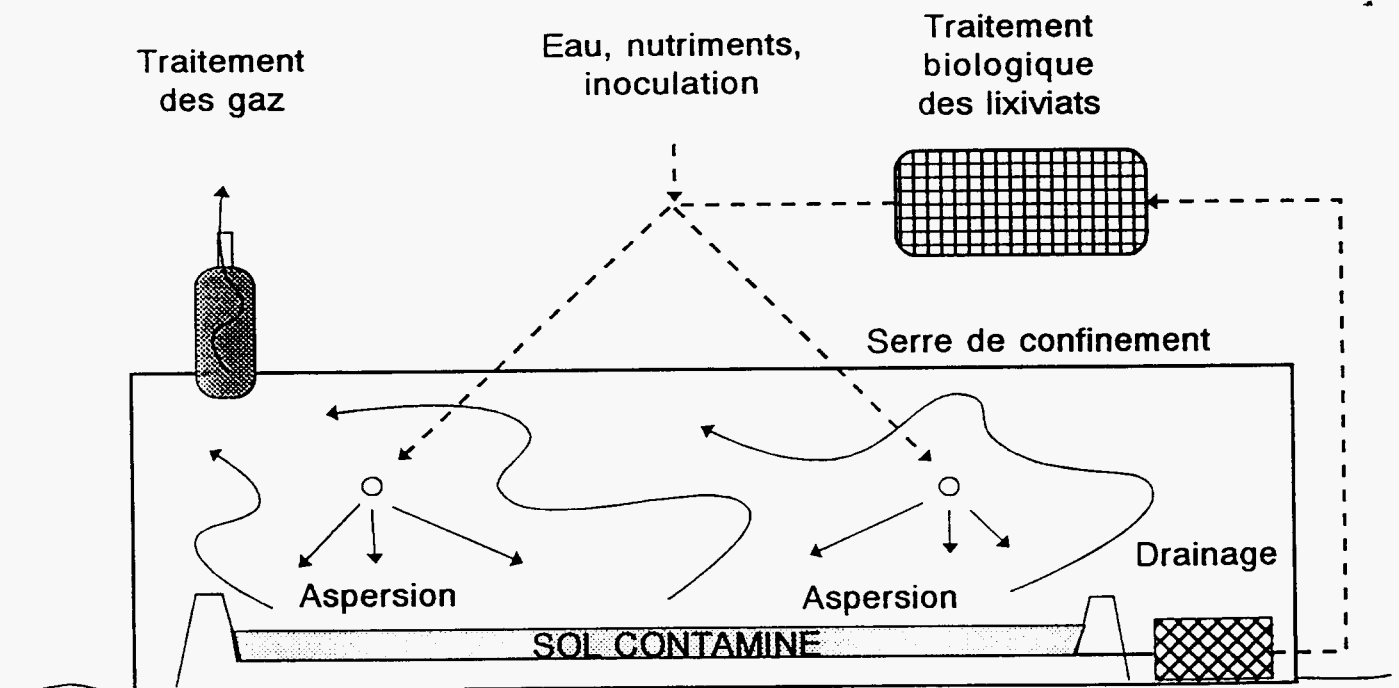 Traitement
des gaz
Eau, nutriments,
inoculation
Traitement
biologique
des lixiviats
Serre de confinement
Drainage
Aspersion
Aspersion
SOL CONTAMINE